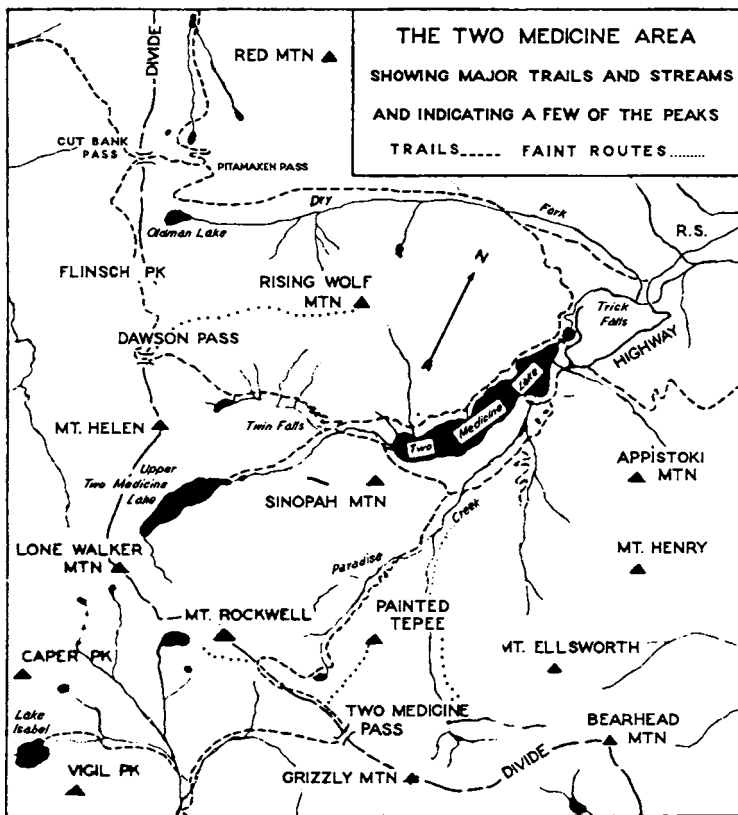 THE TWO MEDICINE AREA
SHOWING MAJOR TRAILS AND STREAMS
AND INDICATING A FEW OF THE PEAKS
TRAILS_ ---- FAINT ROUTES........
DIVIDE
RED MTN
CUT BANK
PASS
PITAMAKEN PASS
Dry
Fork
Oldman Lake
R.S.
N
FLINSCH PK
RISING WOLF
MTN
Trick
Falls
HIGHWAY
DAWSON PASS
Twin Falls
Two
Medicine
Lake
MT. HELEN
Upper
Two Medicine
Lake
SINOPAH MTN
APPISTOKI
MTN
Paradise
Creek
LONE WALKER
MTN
MT. HENRY
MT. ROCKWELL
PAINTED
TEPEE
CAPER PK
MT. ELLSWORTH
Lake
Isabel
TWO MEDICINE
PASS
BEARHEAD
MTN
VIGIL PK
GRIZZLY MTN
DIVIDE